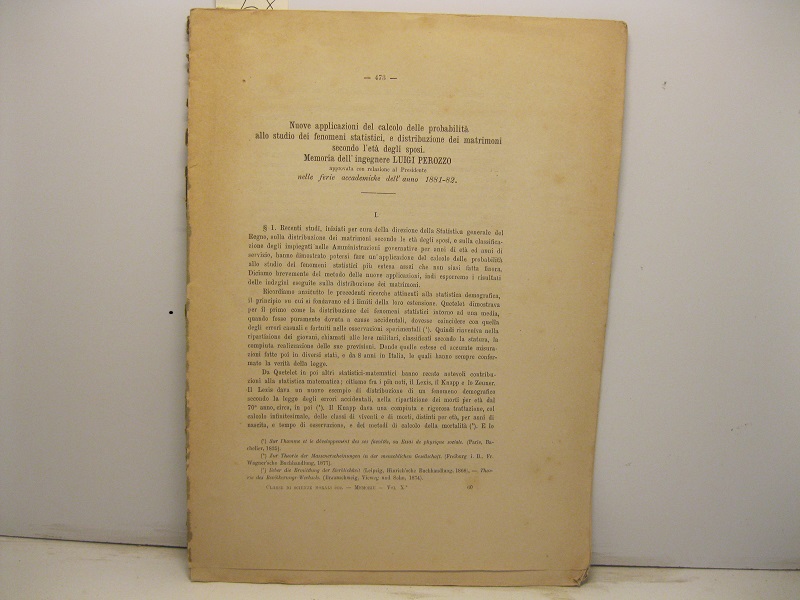 — 473 —
Nuove applicazioni del calcolo delle probabilità
allo studio dei fenomeni statistici, e distribuzione dei matrimoni
secondo l'età degli sposi.
Memoria dell'ingegnere LUIGI PEROZZO
approvata con relazione al Presidente
nelle ferie accademiche dell'anno 1881-82.
I.
§ 1. Recenti studi, iniziati per cura della direzione della Statistica generale del
Regno, sulla distribuzione dei matrimoni secondo le età degli sposi, e sulla classifica-
zione degli impiegati nelle Amministrazioni governative per anni di età ed anni di
servizio, hanno dimostrato potersi fare un'applicazione del calcolo delle probabilità
allo studio dei fenomeni statistici più estesa assai che non siasi fatta finora.
Diciamo brevemente del metodo delle nuove applicazioni, indi esporremo i risultati
delle indagini eseguite sulla distribuzione dei matrimoni.
Ricordiamo anzitutto le precedenti ricerche attinenti alla statistica demografica,
il principio su cui si fondarono ed i limiti della loro estensione. Quetelet dimostrava
per il primo come la distribuzione dei fenomeni statistici intorno ad una media,
quando fosse puramente dovuta a cause accidentali, dovesse coincidere con quella
degli errori casuali e fortuiti nelle osservazioni sperimentali (¹). Quindi rinveniva nella
ripartizione dei giovani, chiamati alle leve militari, classificati secondo la statura, la
compiuta realizzazione delle sue previsioni. Donde quelle estese ed accurate misura-
zioni fatte poi in diversi stati, e da 8 anni in Italia, le quali hanno sempre confer-
mato la verità della legge.
Da Quetelet in poi altri statistici-matematici hanno recato notevoli contribu-
zioni alla statistica matematica; citiamo fra i più noti, il Lexis, il Knapp e lo Zeuner.
Il Lexis dava un nuovo esempio di distribuzione di un fenomeno demografico
secondo la legge degli errori accidentali, nella ripartizione dei morti per età dal
70° anno, circa, in poi (²). Il Knapp dava una compiuta e rigorosa trattazione, col
calcolo infinitesimale, delle classi di viventi e di morti, distinti per età, per anni di
nascita, e tempo di osservazione, e dei metodi di calcolo della mortalità (³). E lo
(¹) Sur l'homme et le développement des ses facultés, ou Essai de physique sociale. (Paris, Ba-
chelier, 1835).
(²) Zur Theorie der Massenerscheinungen in der menschlichen Gesellschaft. (Freiburg i. B., Fr.
Wagner'sche Buchhandlung, 1877).
(³) Ueber die Ermittlung der Sterblichkeit (Leipzig, Hinrichs'sche Buchhandlung, 1868), — Theo-
rie des Bevölkerungs Wechsels. (Braunschweig, Vieweg und Sohn, 1874).
CLASSE DI SCIENZE MORALI ECC. — MEMORIE — VOL. X.° 60